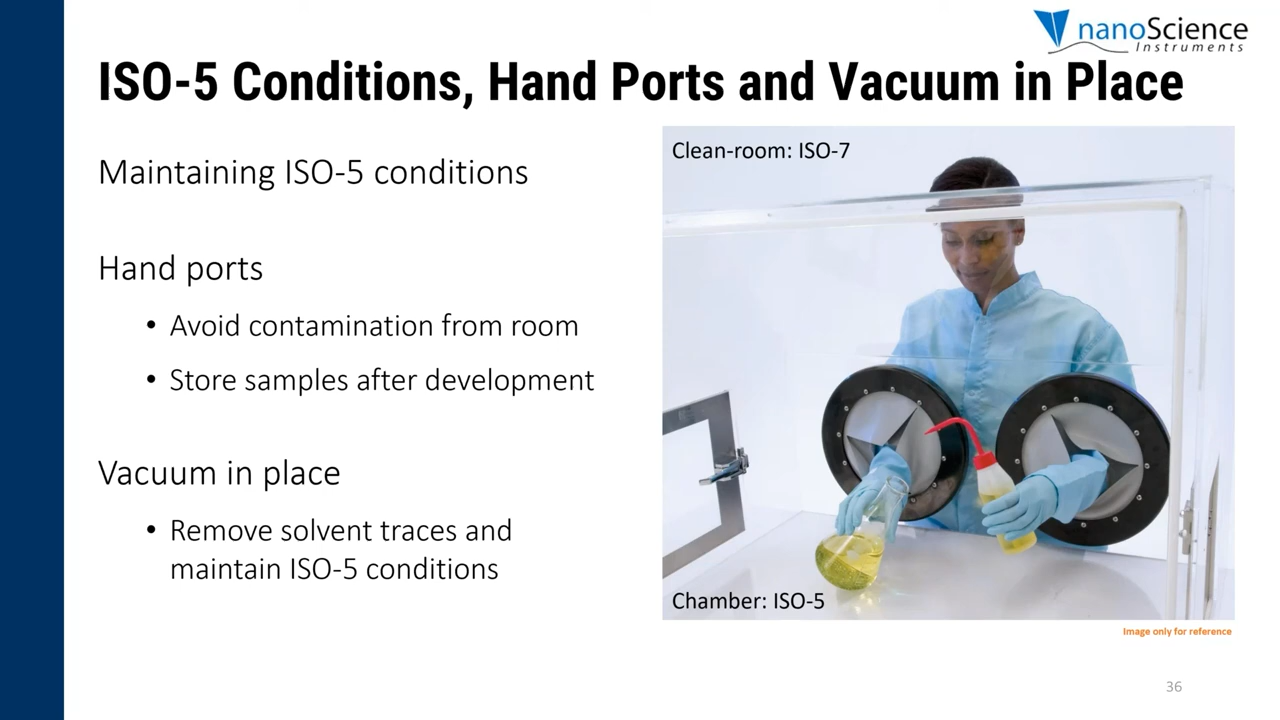 nanoScience
Instruments
ISO-5 Conditions, Hand Ports and Vacuum in Place
Maintaining ISO-5 conditions
Hand ports
• Avoid contamination from room
• Store samples after development
Vacuum in place
• Remove solvent traces and
maintain ISO-5 conditions
Clean-room: ISO-7
Chamber: ISO-5
Image only for reference
36